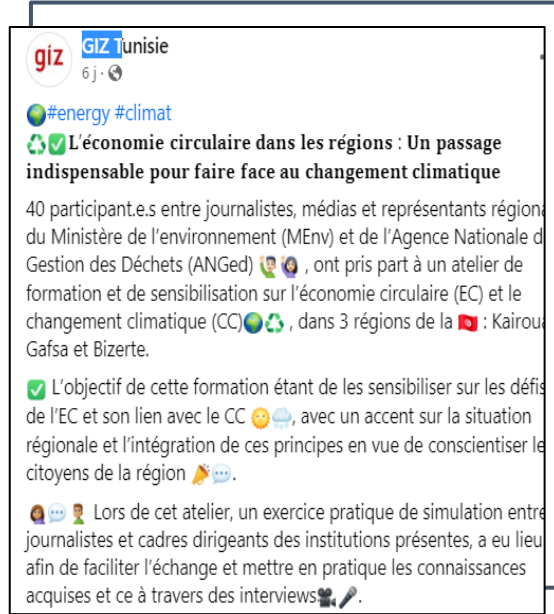 giz
GIZ Tunisie
6 j ·
🌍#energy #climat
♻️✅L'économie circulaire dans les régions : Un passage
indispensable pour faire face au changement climatique
40 participant.e.s entre journalistes, médias et représentants régiona
du Ministère de l'environnement (MEnv) et de l'Agence Nationale d
Gestion des Déchets (ANGed) 🙋🏻‍♂️🙋🏽‍♀️ , ont pris part à un atelier de
formation et de sensibilisation sur l'économie circulaire (EC) et le
changement climatique (CC)🌍♻️ , dans 3 régions de la 🇹🇳 : Kairoua
Gafsa et Bizerte.
✅ L'objectif de cette formation étant de les sensibiliser sur les défis
de l'EC et son lien avec le CC 🌞🌧️, avec un accent sur la situation
régionale et l'intégration de ces principes en vue de conscientiser le
citoyens de la région 📣💬.
👩🏽💬👨🏽‍💼 Lors de cet atelier, un exercice pratique de simulation entre
journalistes et cadres dirigeants des institutions présentes, a eu lieu
afin de faciliter l'échange et mettre en pratique les connaissances
acquises et ce à travers des interviews🎥🎤.